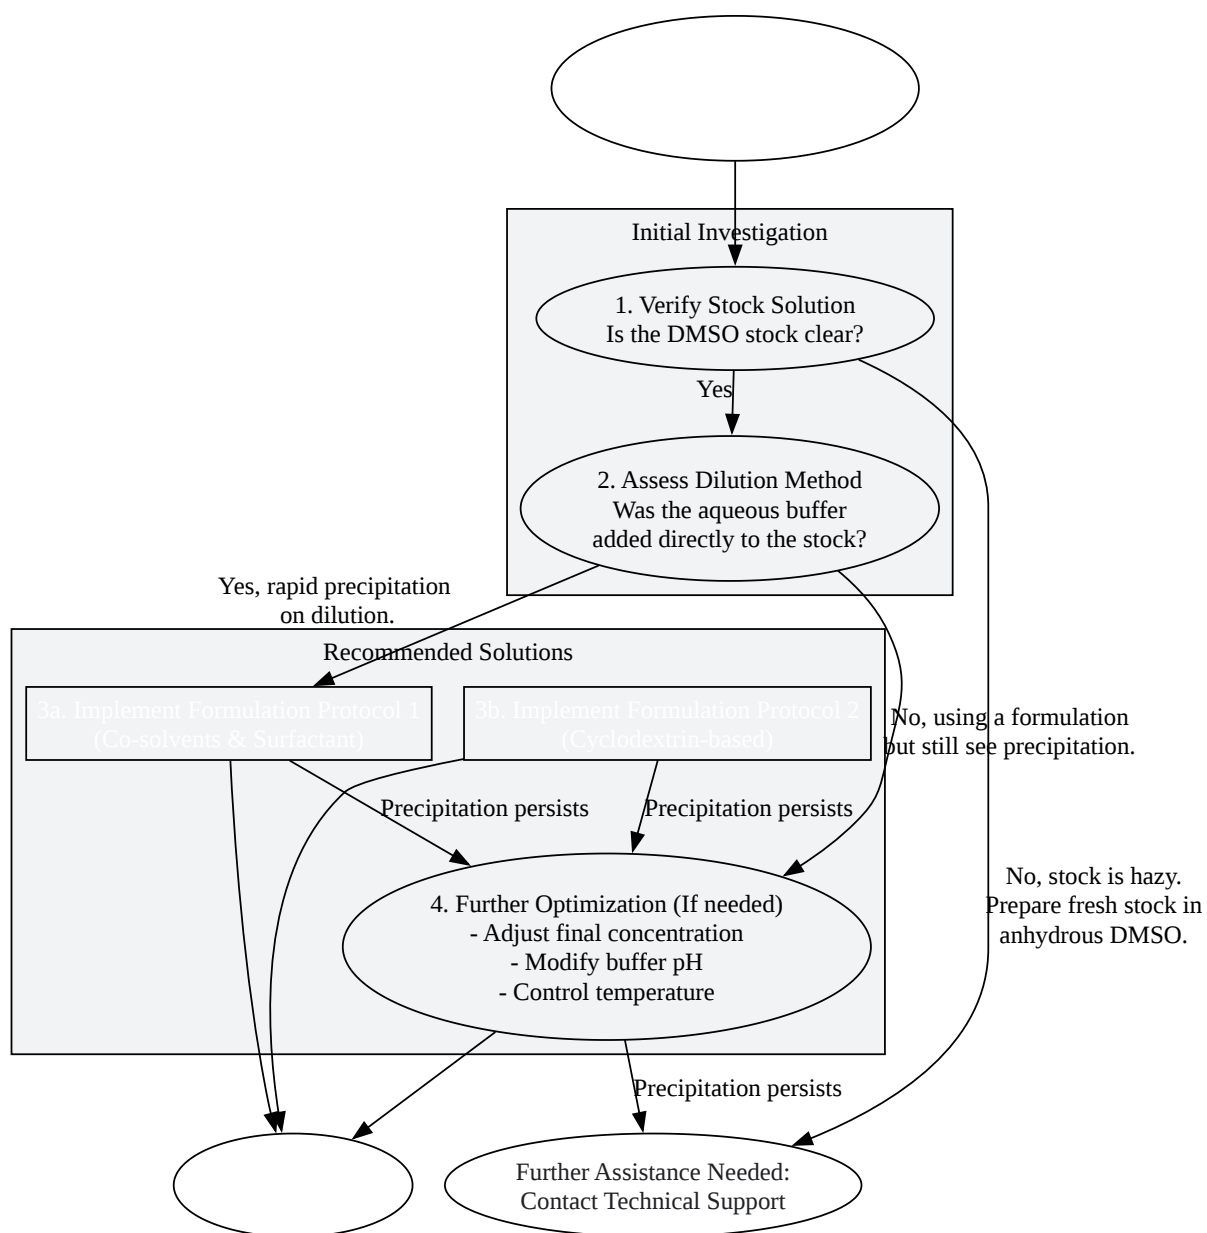 Initial Investigation
1. Verify Stock Solution
Is the DMSO stock clear?
Yes
2. Assess Dilution Method
Was the aqueous buffer
added directly to the stock?
Yes, rapid precipitation
on dilution.
Recommended Solutions
3a. Implement Formulation Protocol 1
(Co-solvents & Surfactant)
3b. Implement Formulation Protocol 2
(Cyclodextrin-based)
No, using a formulation
but still see precipitation.
Precipitation persists
Precipitation persists
No, stock is hazy.
Prepare fresh stock in
anhydrous DMSO.
4. Further Optimization (If needed)
- Adjust final concentration
- Modify buffer pH
- Control temperature
Precipitation persists
Further Assistance Needed:
Contact Technical Support